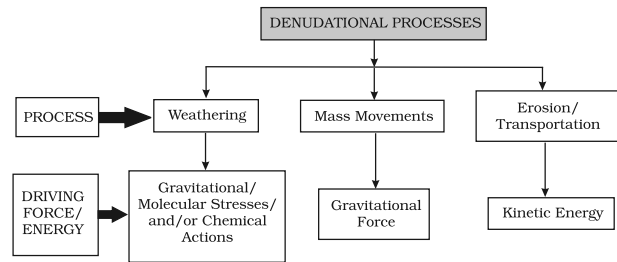 DENUDATIONAL PROCESSES
PROCESS
Weathering
Mass Movements
Erosion/
Transportation
DRIVING
FORCE/
ENERGY
Gravitational/
Molecular Stresses/
and/or Chemical
Actions
Gravitational
Force
Kinetic Energy